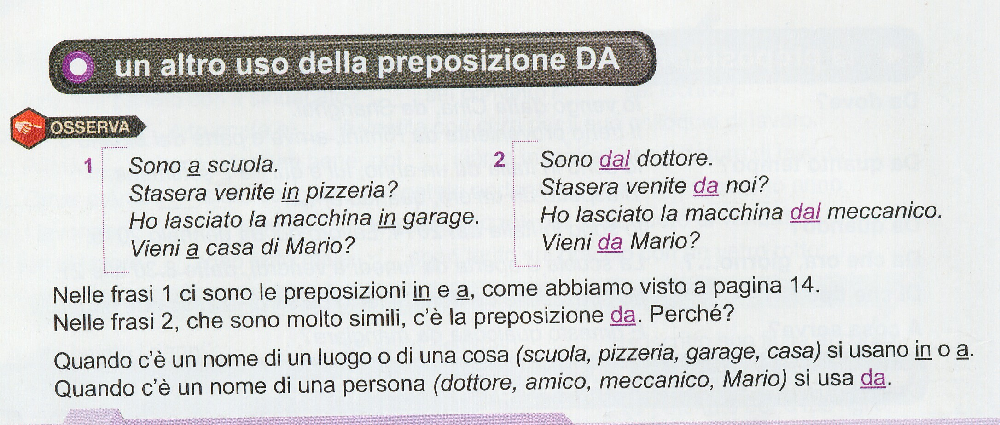 un altro uso della preposizione DA
OSSERVA
1
Sono a scuola.
Stasera venite in pizzeria?
Ho lasciato la macchina in garage.
Vieni a casa di Mario?
2
Sono dal dottore.
Stasera venite da noi?
Ho lasciato la macchina dal meccanico.
Vieni da Mario?
Nelle frasi 1 ci sono le preposizioni in e a, come abbiamo visto a pagina 14.
Nelle frasi 2, che sono molto simili, c'è la preposizione da. Perché?
Quando c'è un nome di un luogo o di una cosa (scuola, pizzeria, garage, casa) si usano in o a.
Quando c'è un nome di una persona (dottore, amico, meccanico, Mario) si usa da.